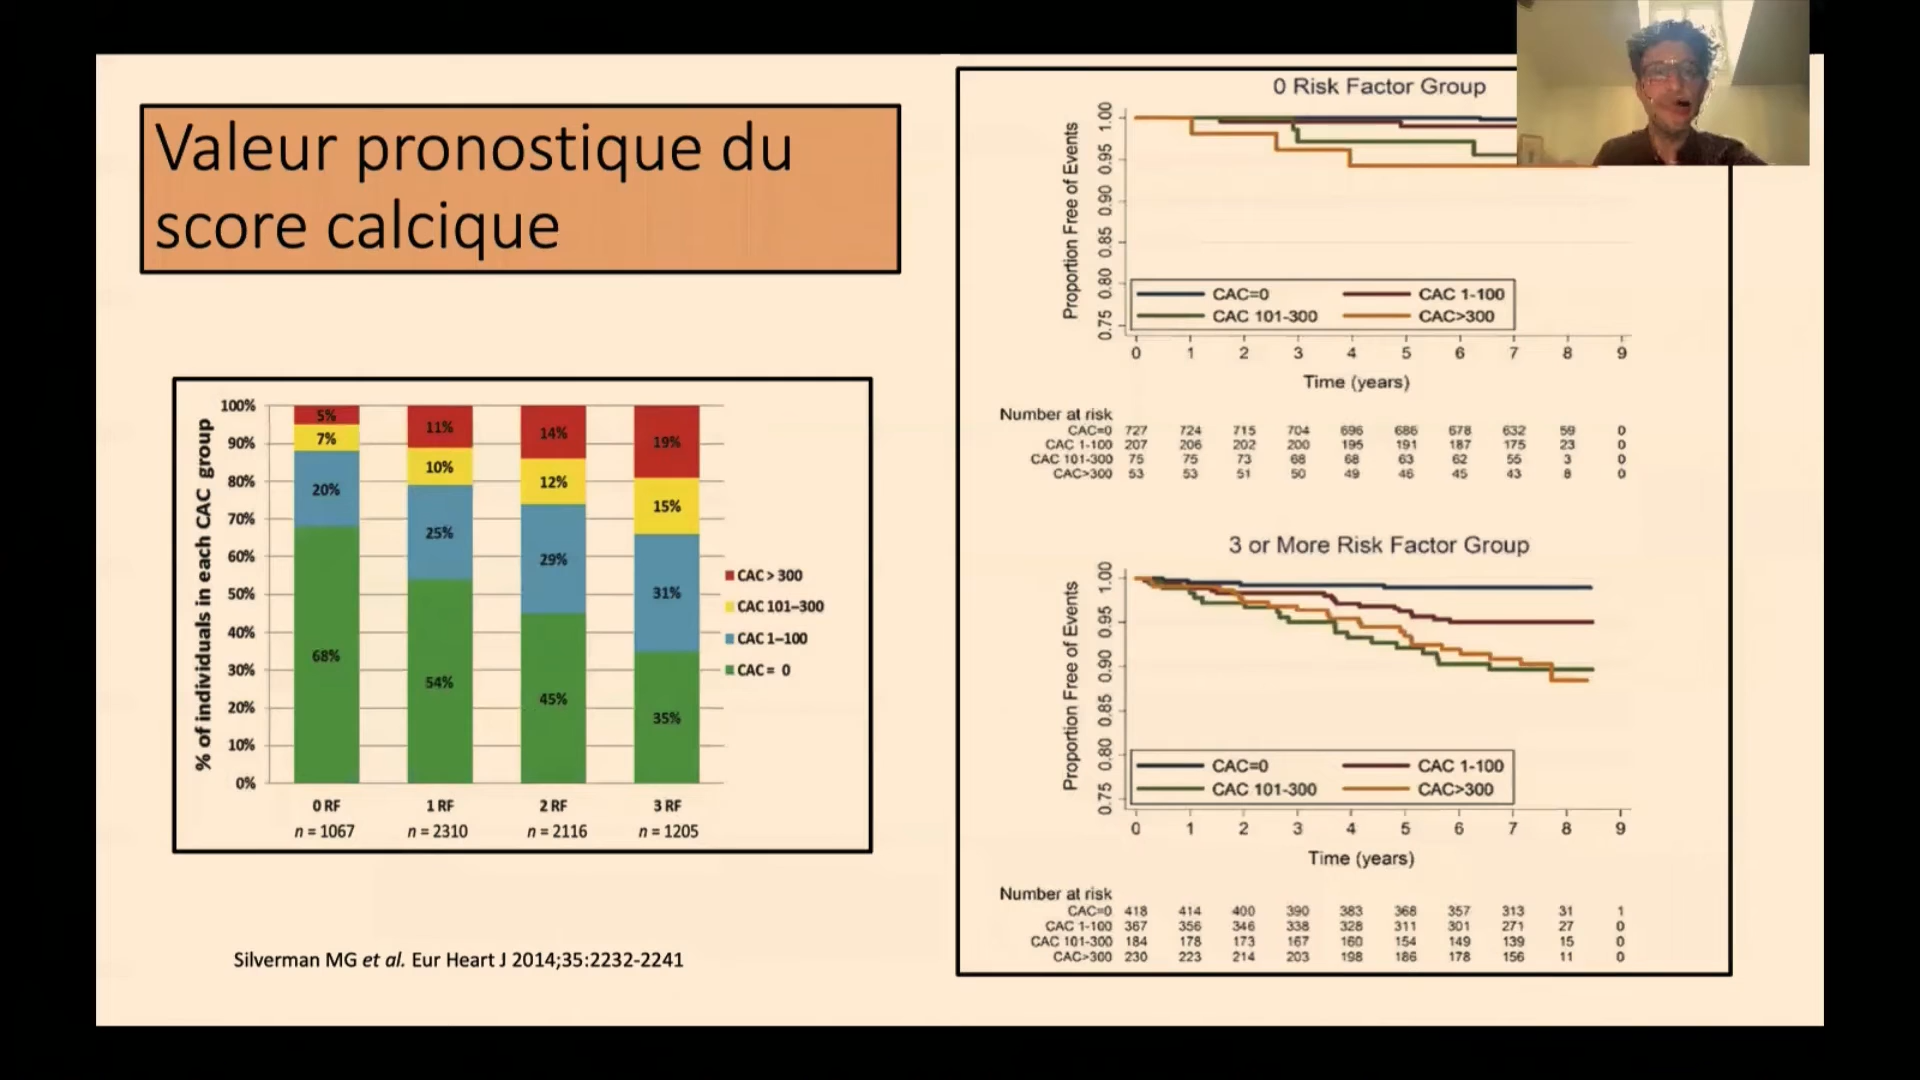 Valeur pronostique du
score calcique
% of individuals in each CAC group
100%
90%
80%
70%
60%
50%
40%
30%
20%
10%
0%
5%
7%
20%
68%
11%
10%
25%
54%
14%
12%
29%
45%
19%
15%
31%
35%
0 RF
1 RF
2 RF
3 RF
n = 1067
n = 2310
n = 2116
n = 1205
CAC > 300
CAC 101–300
CAC 1–100
CAC = 0
Silverman MG et al. Eur Heart J 2014;35:2232-2241
0 Risk Factor Group
Proportion Free of Events
1.00
0.95
0.90
0.85
0.80
0.75
CAC=0 CAC 1-100
CAC 101-300 CAC>300
0 1 2 3 4 5 6 7 8 9
Time (years)
Number at risk
CAC=0 727 724 715 704 696 686 678 632 59 0
CAC 1-100 207 206 202 200 195 191 187 175 23 0
CAC 101-300 75 75 73 68 68 63 62 55 3 0
CAC>300 53 53 51 50 49 46 45 43 8 0
3 or More Risk Factor Group
Proportion Free of Events
1.00
0.95
0.90
0.85
0.80
0.75
CAC=0 CAC 1-100
CAC 101-300 CAC>300
0 1 2 3 4 5 6 7 8 9
Time (years)
Number at risk
CAC=0 418 414 400 390 383 368 357 313 31 1
CAC 1-100 367 356 346 338 328 311 301 271 27 0
CAC 101-300 184 178 173 167 160 154 149 139 15 0
CAC>300 230 223 214 203 198 186 178 156 11 0